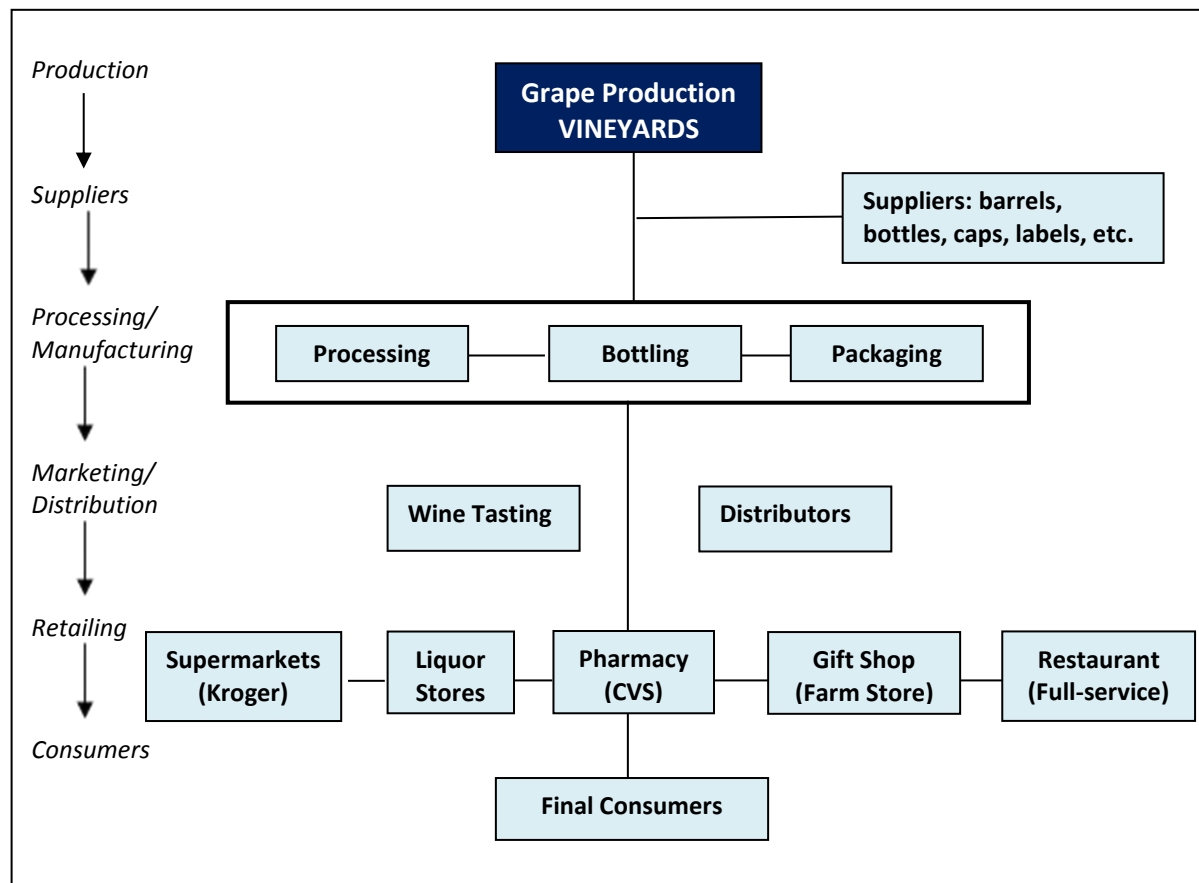 Production
Grape Production
VINEYARDS
Suppliers
Suppliers: barrels,
bottles, caps, labels, etc.
Processing/
Manufacturing
Processing
Bottling
Packaging
Marketing/
Distribution
Wine Tasting
Distributors
Retailing
Supermarkets
(Kroger)
Liquor
Stores
Pharmacy
(CVS)
Gift Shop
(Farm Store)
Restaurant
(Full-service)
Consumers
Final Consumers